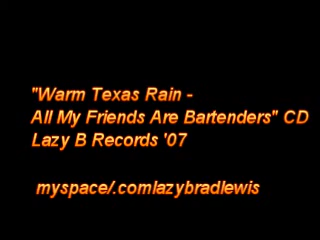 "Warm Texas Rain -
All My Friends Are Bartenders" CD
Lazy B Records '07
myspace/.comlazybradlewis